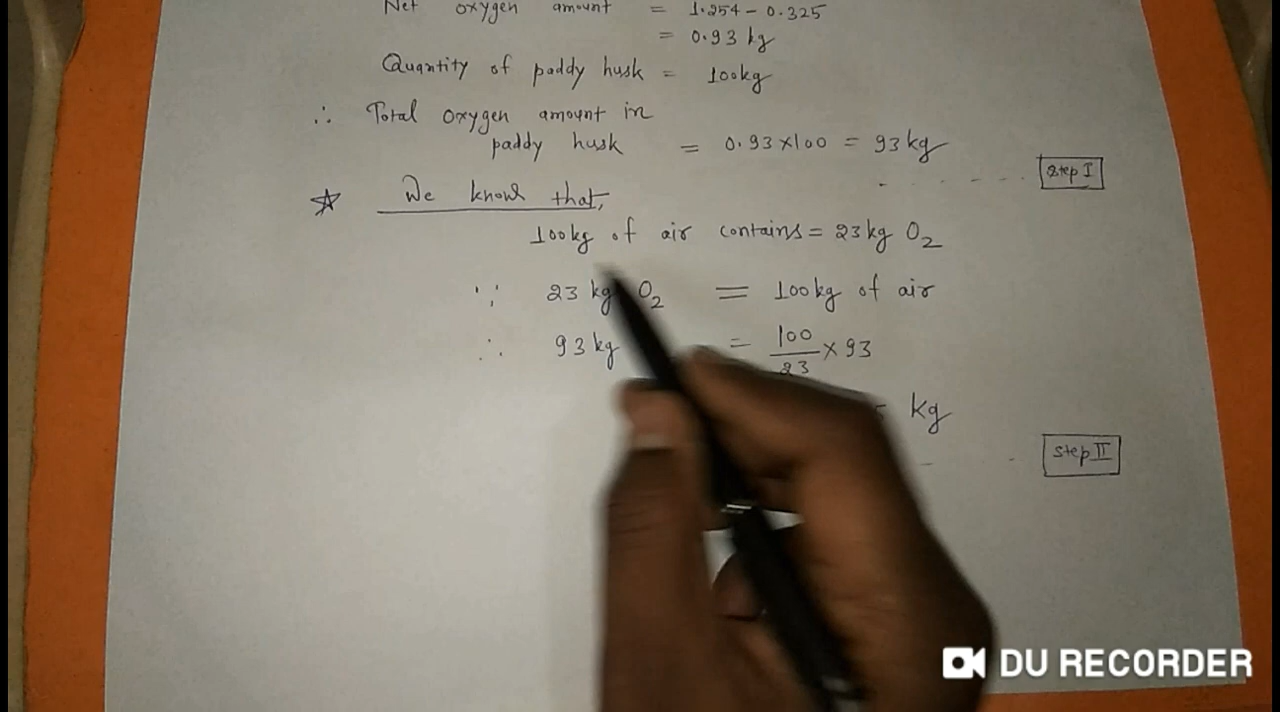 Net oxygen amount = 1.254 - 0.325
= 0.93 kg
Quantity of paddy husk = 100kg
∴ Total oxygen amount in
paddy husk = 0.93 × 100 = 93 kg
Step I
☆ We know that,
100kg of air contains = 23 kg O₂
∵ 23 kg O₂ = 100 kg of air
∴ 93 kg = 100/23 × 93
kg
Step II
DU RECORDER